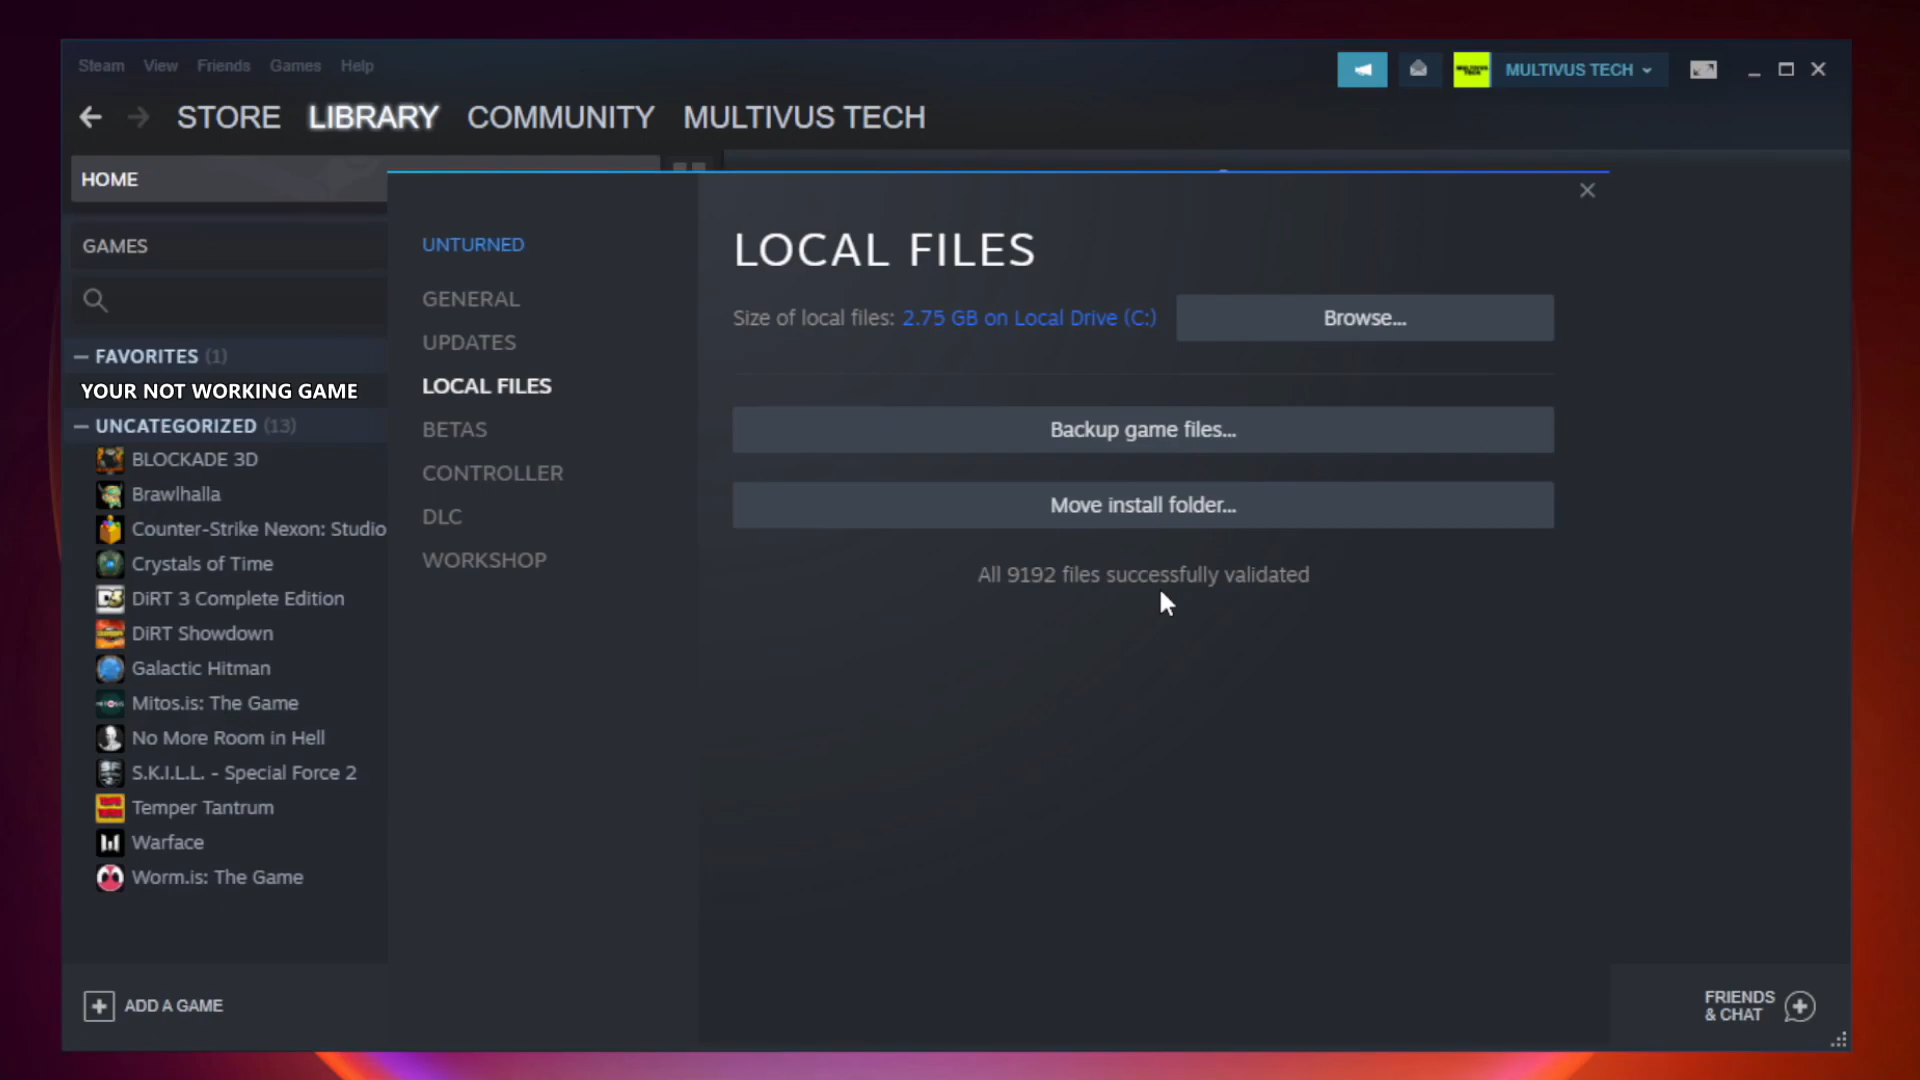 Steam View Friends Games Help
MULTIVUS TECH
STORE LIBRARY COMMUNITY MULTIVUS TECH
HOME
GAMES
FAVORITES (1)
YOUR NOT WORKING GAME
UNCATEGORIZED (13)
BLOCKADE 3D
Brawlhalla
Counter-Strike Nexon: Studio
Crystals of Time
DiRT 3 Complete Edition
DiRT Showdown
Galactic Hitman
Mitos.is: The Game
No More Room in Hell
S.K.I.L.L. - Special Force 2
Temper Tantrum
Warface
Worm.is: The Game
ADD A GAME
UNTURNED
GENERAL
UPDATES
LOCAL FILES
BETAS
CONTROLLER
DLC
WORKSHOP
LOCAL FILES
Size of local files: 2.75 GB on Local Drive (C:) Browse...
Backup game files...
Move install folder...
All 9192 files successfully validated
FRIENDS
& CHAT